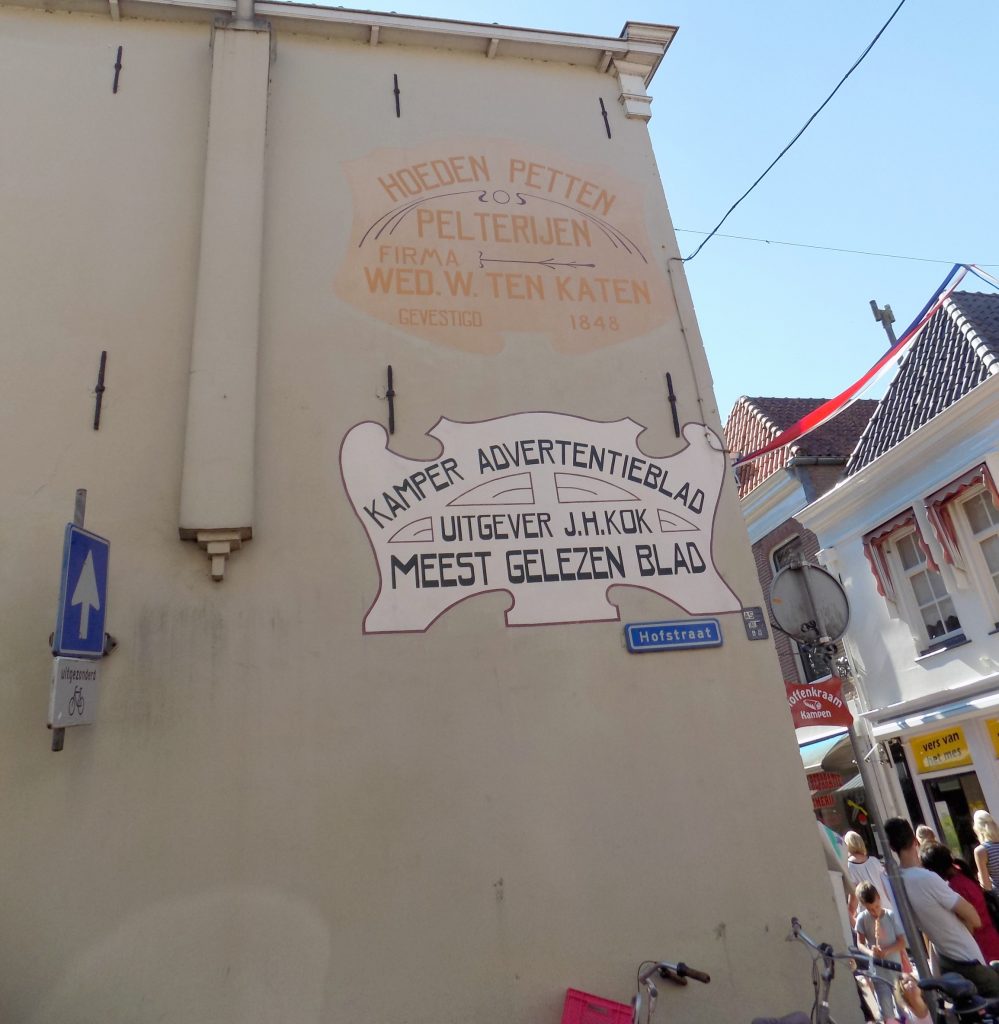 HOEDEN PETTEN
PELTERIJEN
FIRMA
WED. W. TEN KATEN
GEVESTIGD 1848
KAMPER ADVERTENTIEBLAD
UITGEVER J.H.KOK
MEEST GELEZEN BLAD
Hofstraat
uitgezonderd
toffenkraam
Kampen
vers van
het mes